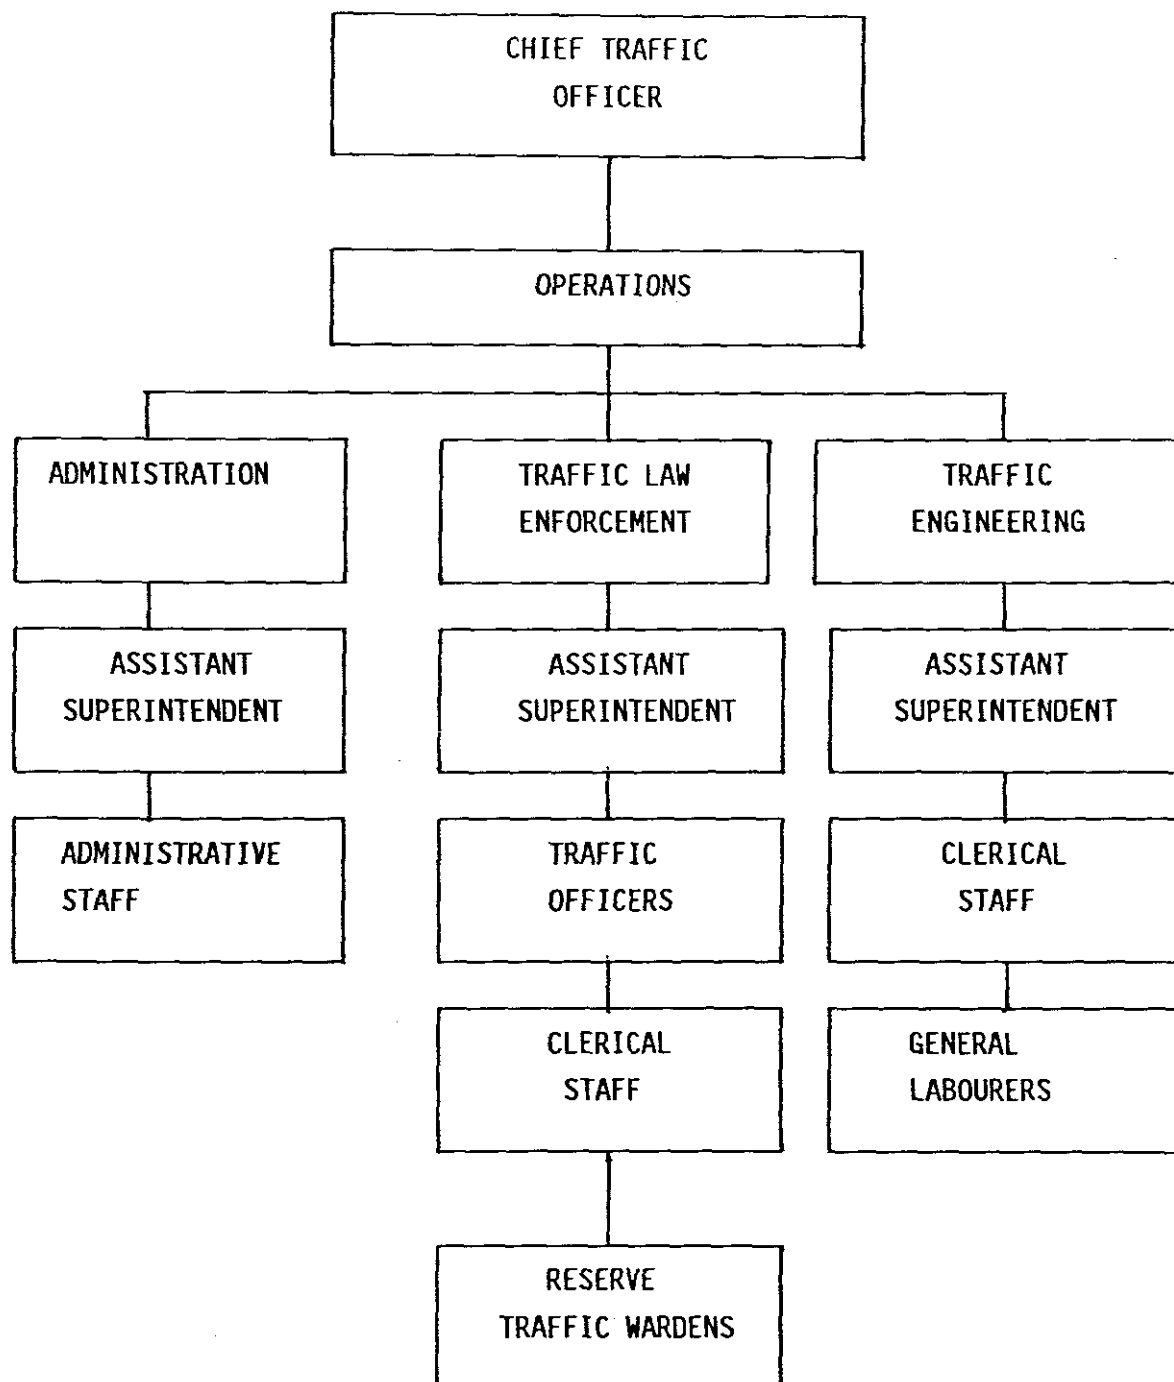 CHIEF TRAFFIC
OFFICER
OPERATIONS
ADMINISTRATION
TRAFFIC LAW
ENFORCEMENT
TRAFFIC
ENGINEERING
ASSISTANT
SUPERINTENDENT
ASSISTANT
SUPERINTENDENT
ASSISTANT
SUPERINTENDENT
ADMINISTRATIVE
STAFF
TRAFFIC
OFFICERS
CLERICAL
STAFF
CLERICAL
STAFF
GENERAL
LABOURERS
RESERVE
TRAFFIC WARDENS